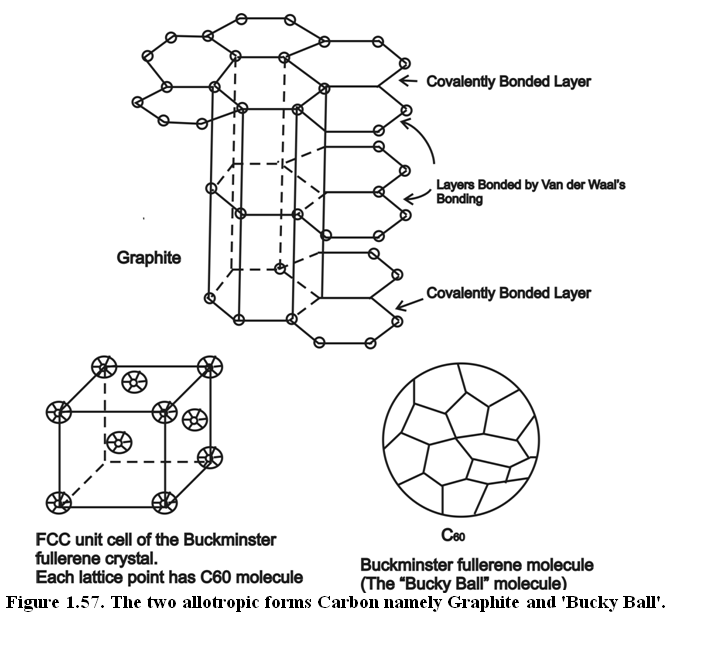 Covalently Bonded Layer
Layers Bonded by Van der Waal's
Bonding
Graphite
Covalently Bonded Layer
FCC unit cell of the Buckminster
fullerene crystal.
Each lattice point has C60 molecule
C60
Buckminster fullerene molecule
(The "Bucky Ball" molecule)
Figure 1.57. The two allotropic forms Carbon namely Graphite and 'Bucky Ball'.